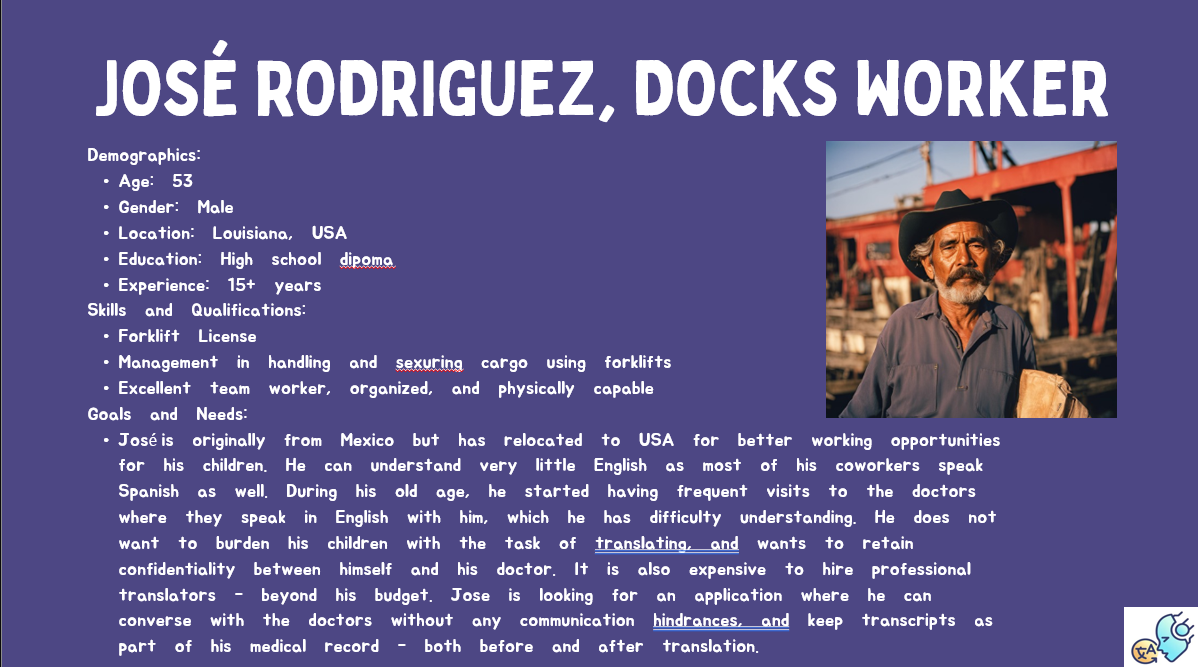 JOSÉ RODRIGUEZ, DOCKS WORKER
Demographics:
• Age: 53
• Gender: Male
• Location: Louisiana, USA
• Education: High school dipoma
• Experience: 15+ years
Skills and Qualifications:
• Forklift License
• Management in handling and sexuring cargo using forklifts
• Excellent team worker, organized, and physically capable
Goals and Needs:
• José is originally from Mexico but has relocated to USA for better working opportunities
for his children. He can understand very little English as most of his coworkers speak
Spanish as well. During his old age, he started having frequent visits to the doctors
where they speak in English with him, which he has difficulty understanding. He does not
want to burden his children with the task of translating, and wants to retain
confidentiality between himself and his doctor. It is also expensive to hire professional
translators - beyond his budget. Jose is looking for an application where he can
converse with the doctors without any communication hindrances, and keep transcripts as
part of his medical record - both before and after translation.
文A